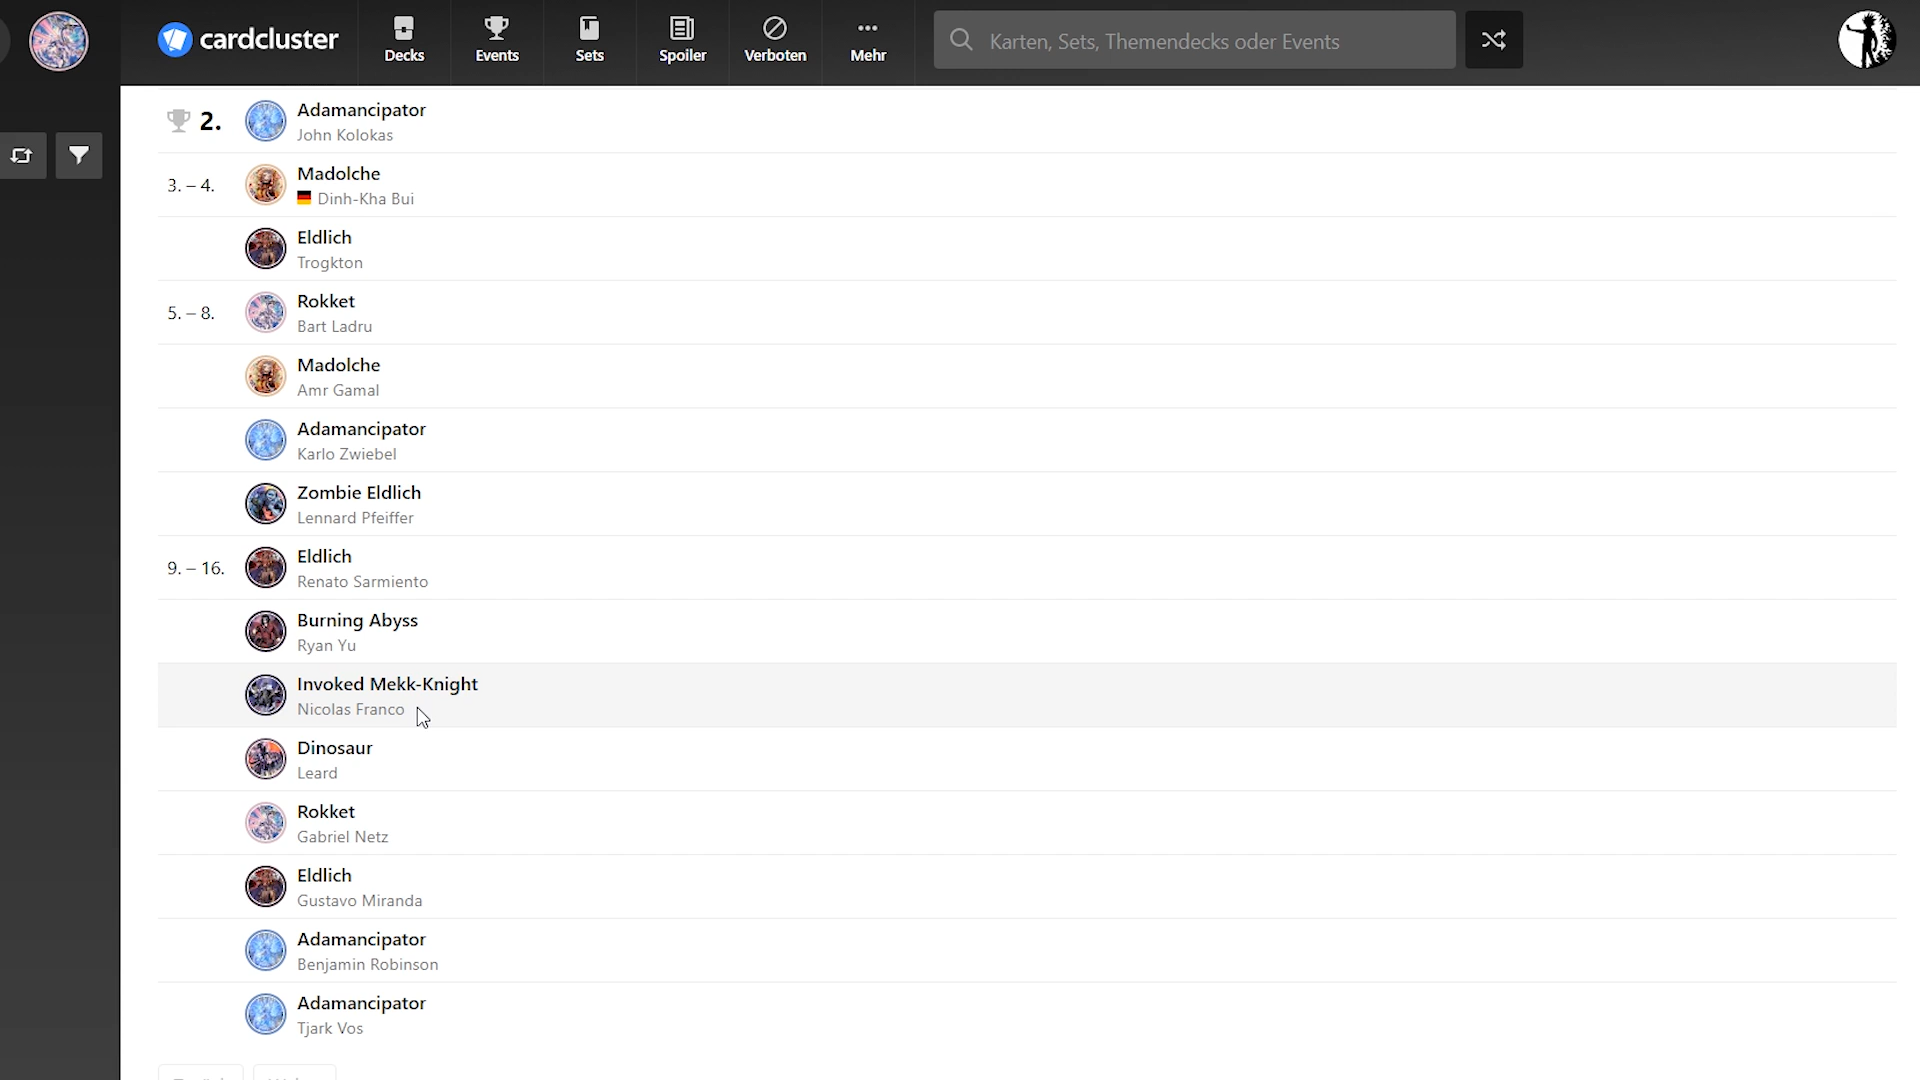 cardcluster
Decks
Events
Sets
Spoiler
Verboten
Mehr
Karten, Sets, Themendecks oder Events
2.
Adamancipator
John Kolokas
3. – 4.
Madolche
Dinh-Kha Bui
Eldlich
Trogkton
5. – 8.
Rokket
Bart Ladru
Madolche
Amr Gamal
Adamancipator
Karlo Zwiebel
Zombie Eldlich
Lennard Pfeiffer
9. – 16.
Eldlich
Renato Sarmiento
Burning Abyss
Ryan Yu
Invoked Mekk-Knight
Nicolas Franco
Dinosaur
Leard
Rokket
Gabriel Netz
Eldlich
Gustavo Miranda
Adamancipator
Benjamin Robinson
Adamancipator
Tjark Vos